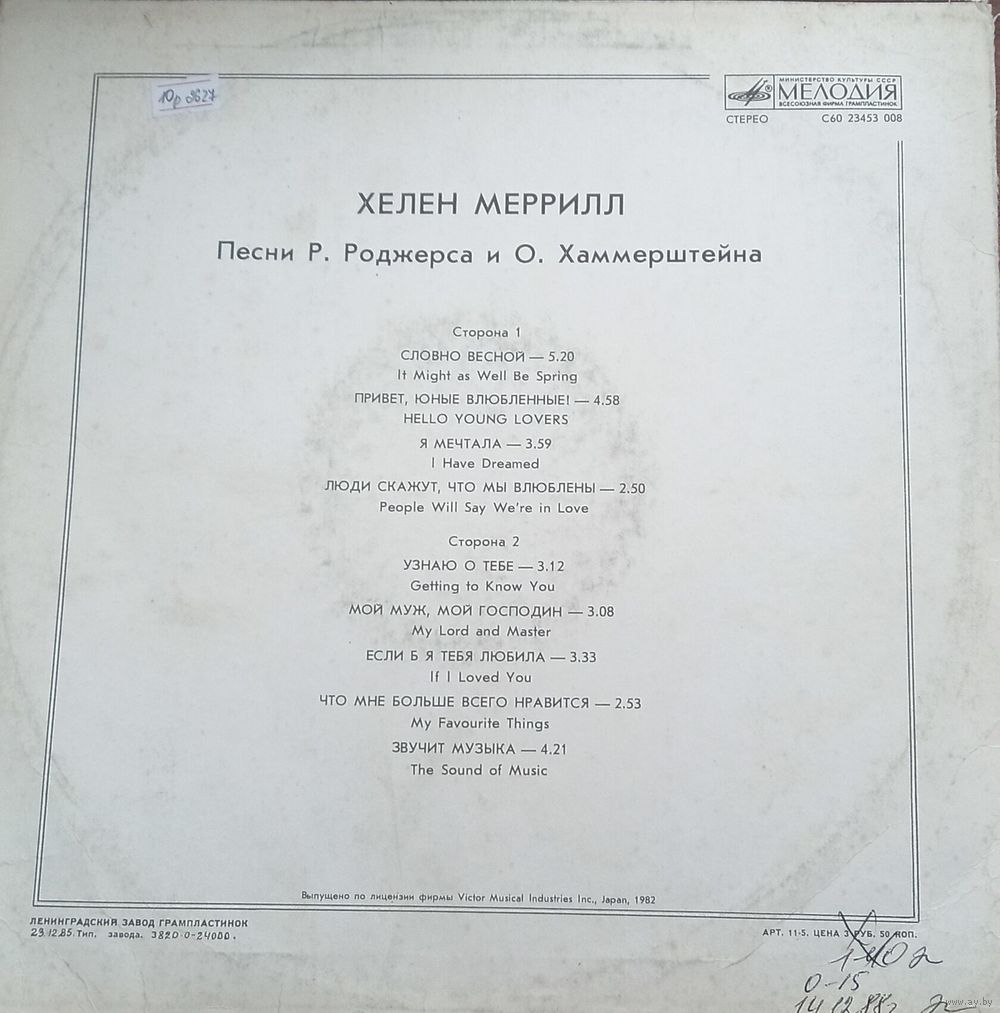 МИНИСТЕРСТВО КУЛЬТУРЫ СССР
МЕЛОДИЯ
ВСЕСОЮЗНАЯ ФИРМА ГРАМПЛАСТИНОК
СТЕРЕО С60 23453 008
ХЕЛЕН МЕРРИЛЛ
Песни Р. Роджерса и О. Хаммерштейна
Сторона 1
СЛОВНО ВЕСНОЙ — 5.20
It Might as Well Be Spring
ПРИВЕТ, ЮНЫЕ ВЛЮБЛЕННЫЕ! — 4.58
HELLO YOUNG LOVERS
Я МЕЧТАЛА — 3.59
I Have Dreamed
ЛЮДИ СКАЖУТ, ЧТО МЫ ВЛЮБЛЕНЫ — 2.50
People Will Say We're in Love
Сторона 2
УЗНАЮ О ТЕБЕ — 3.12
Getting to Know You
МОЙ МУЖ, МОЙ ГОСПОДИН — 3.08
My Lord and Master
ЕСЛИ Б Я ТЕБЯ ЛЮБИЛА — 3.33
If I Loved You
ЧТО МНЕ БОЛЬШЕ ВСЕГО НРАВИТСЯ — 2.53
My Favourite Things
ЗВУЧИТ МУЗЫКА — 4.21
The Sound of Music
Выпущено по лицензии фирмы Victor Musical Industries Inc., Japan, 1982
ЛЕНИНГРАДСКИЙ ЗАВОД ГРАМПЛАСТИНОК
23.12.85. Тип. завода. 3820-0-24000.
АРТ. 11-5. ЦЕНА 3 РУБ. 50 КОП.
0-15
14.12.88г
www.ay.by